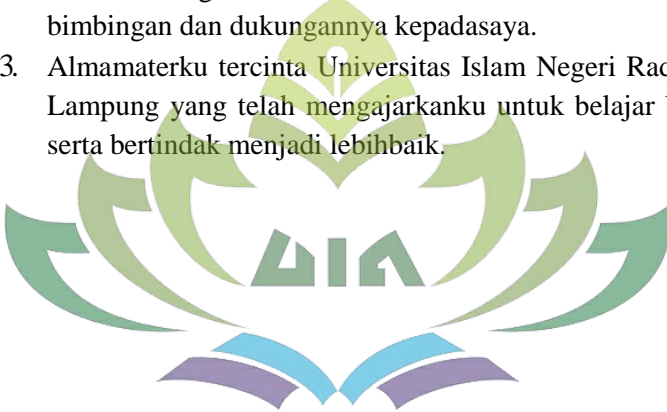 bimbingan dan dukungannya kepadasaya.
3. Almamaterku tercinta Universitas Islam Negeri Rad
Lampung yang telah mengajarkanku untuk belajar
serta bertindak menjadi lebihbaik.
UIN